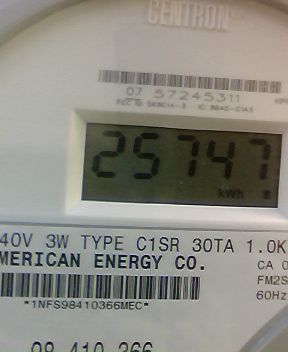 CENTRON®
07 57245311
25747
kWh
40V 3W TYPE C1SR 30TA 1.0K
MERICAN ENERGY CO.
CA 0
FM2S
60Hz
*1NFS98410366MEC*
98 410 366